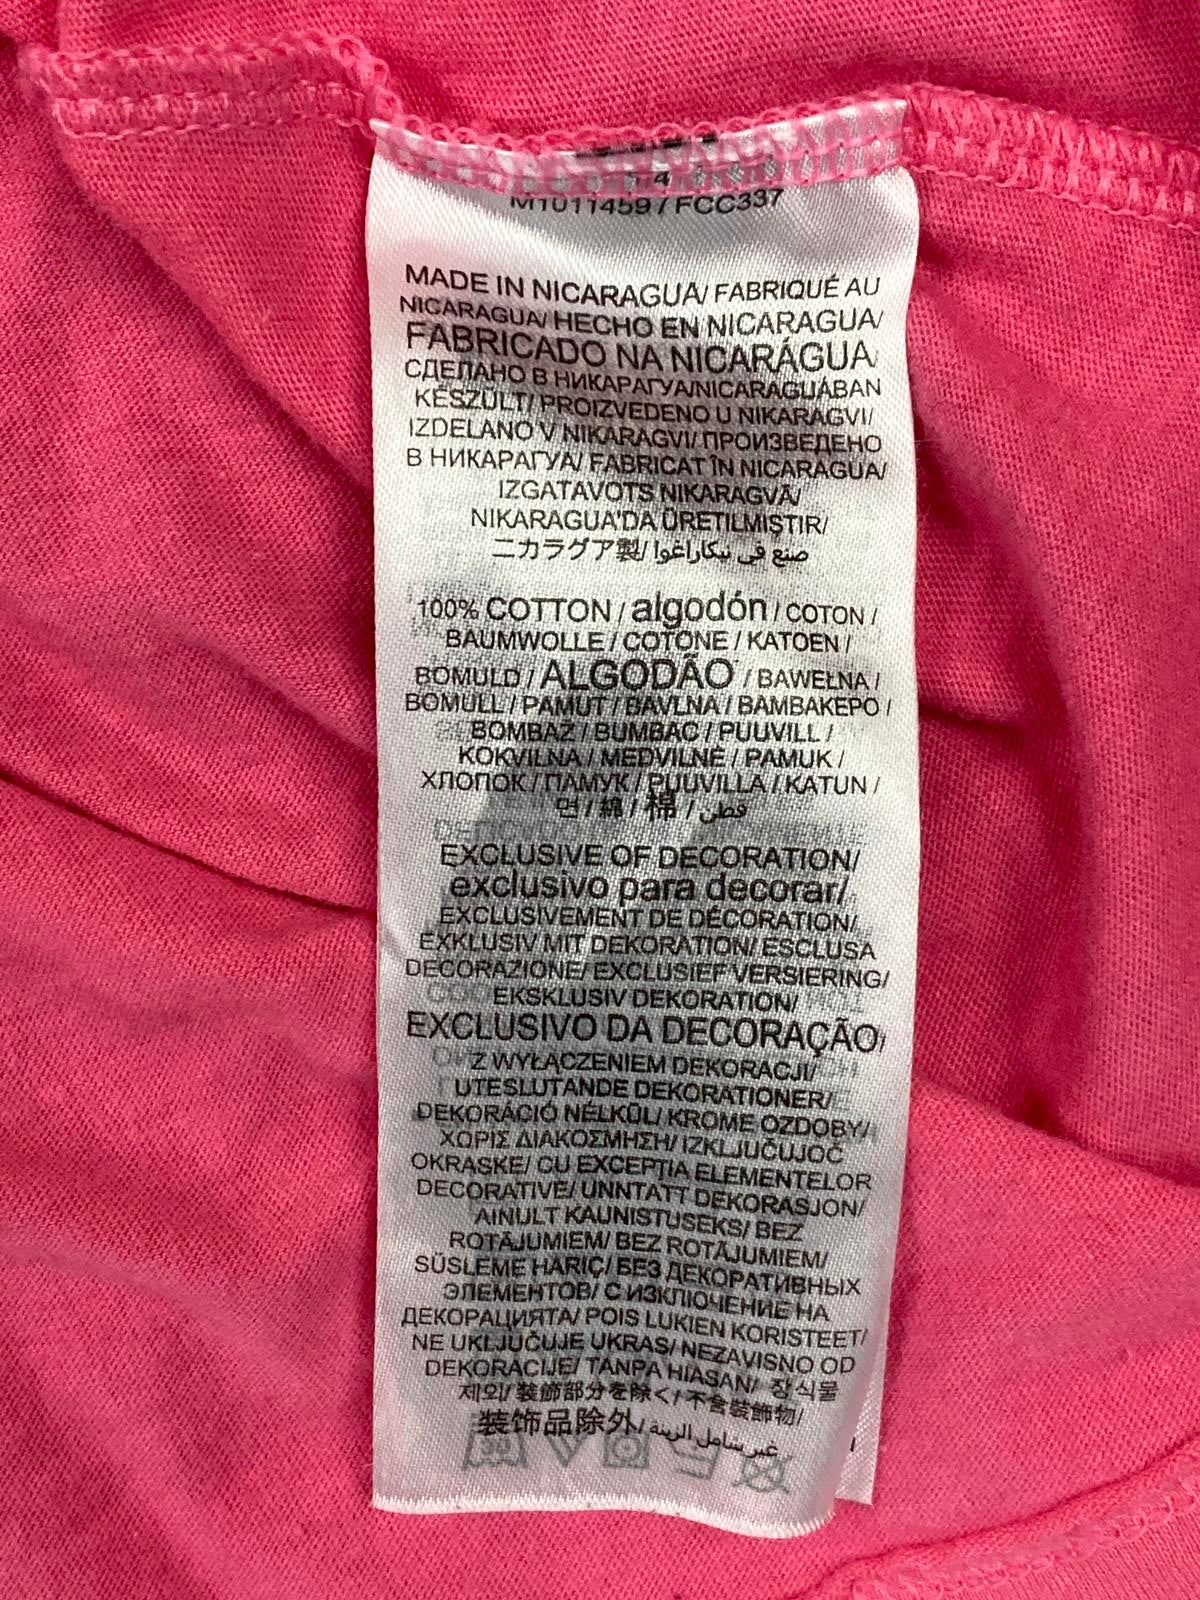 4
M1011459 / FCC337
MADE IN NICARAGUA/ FABRIQUÉ AU
NICARAGUA/ HECHO EN NICARAGUA/
FABRICADO NA NICARÁGUA/
СДЕЛАНО В НИКАРАГУА/NICARAGUÁBAN
KÉSZÜLT/ PROIZVEDENO U NIKARAGVI/
IZDELANO V NIKARAGVI/ ПРОИЗВЕДЕНО
В НИКАРАГУА/ FABRICAT ÎN NICARAGUA/
IZGATAVOTS NIKARAGVĀ/
NIKARAGUA'DA ÜRETILMIŞTIR/
ニカラグア製/ صنع في نيكاراغوا/
100% COTTON / algodón / COTON /
BAUMWOLLE / COTONE / KATOEN /
BOMULD / ALGODÃO / BAWEŁNA /
BOMULL / PAMUT / BAVLNA / ΒΑΜΒΑΚΕΡΟ /
BOMBAŽ / BUMBAC / PUUVILL /
KOKVILNA / MEDVILNĖ / PAMUK /
ХЛОПОК / ПАМУК / PUUVILLA / KATUN /
면 / 綿 / 棉 / قطن
EXCLUSIVE OF DECORATION/
exclusivo para decorar/
EXCLUSIVEMENT DE DÉCORATION/
EXKLUSIV MIT DEKORATION/ ESCLUSA
DECORAZIONE/ EXCLUSIEF VERSIERING/
EKSKLUSIV DEKORATION/
EXCLUSIVO DA DECORAÇÃO/
Z WYŁĄCZENIEM DEKORACJI/
UTESLUTANDE DEKORATIONER/
DEKORÁCIÓ NÉLKÜL/ KROMĚ OZDOBY/
ΧΩΡΙΣ ΔΙΑΚΟΣΜΗΣΗ/ IZKLJUČUJOČ
OKRASKE/ CU EXCEPȚIA ELEMENTELOR
DECORATIVE/ UNNTATT DEKORASJON/
AINULT KAUNISTUSEKS/ BEZ
ROTĀJUMIEM/ BEZ ROTĀJUMIEM/
SÜSLEME HARIÇ/ БЕЗ ДЕКОРАТИВНЫХ
ЭЛЕМЕНТОВ/ С ИЗКЛЮЧЕНИЕ НА
ДЕКОРАЦИЯТА/ POIS LUKIEN KORISTEET/
NE UKLJUČUJE UKRAS/ NEZAVISNO OD
DEKORACIJE/ TANPA HIASAN/ 장식물
제외/ 装飾部分を除く/ 不含裝飾物/
装饰品除外/ غير شامل الزينة/